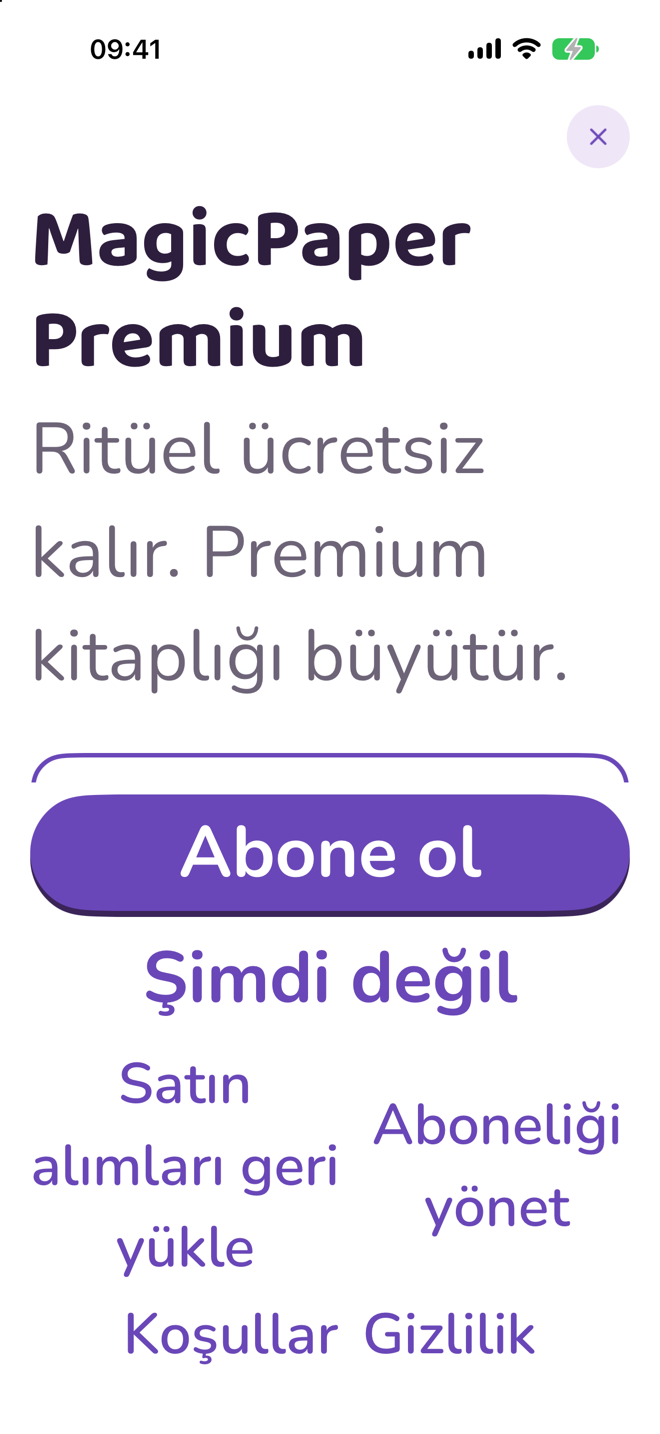 09:41
MagicPaper
Premium
Ritüel ücretsiz
kalır. Premium
kitaplığı büyütür.
Abone ol
Şimdi değil
Satın
alımları geri
yükle
Aboneliği
yönet
Koşullar Gizlilik